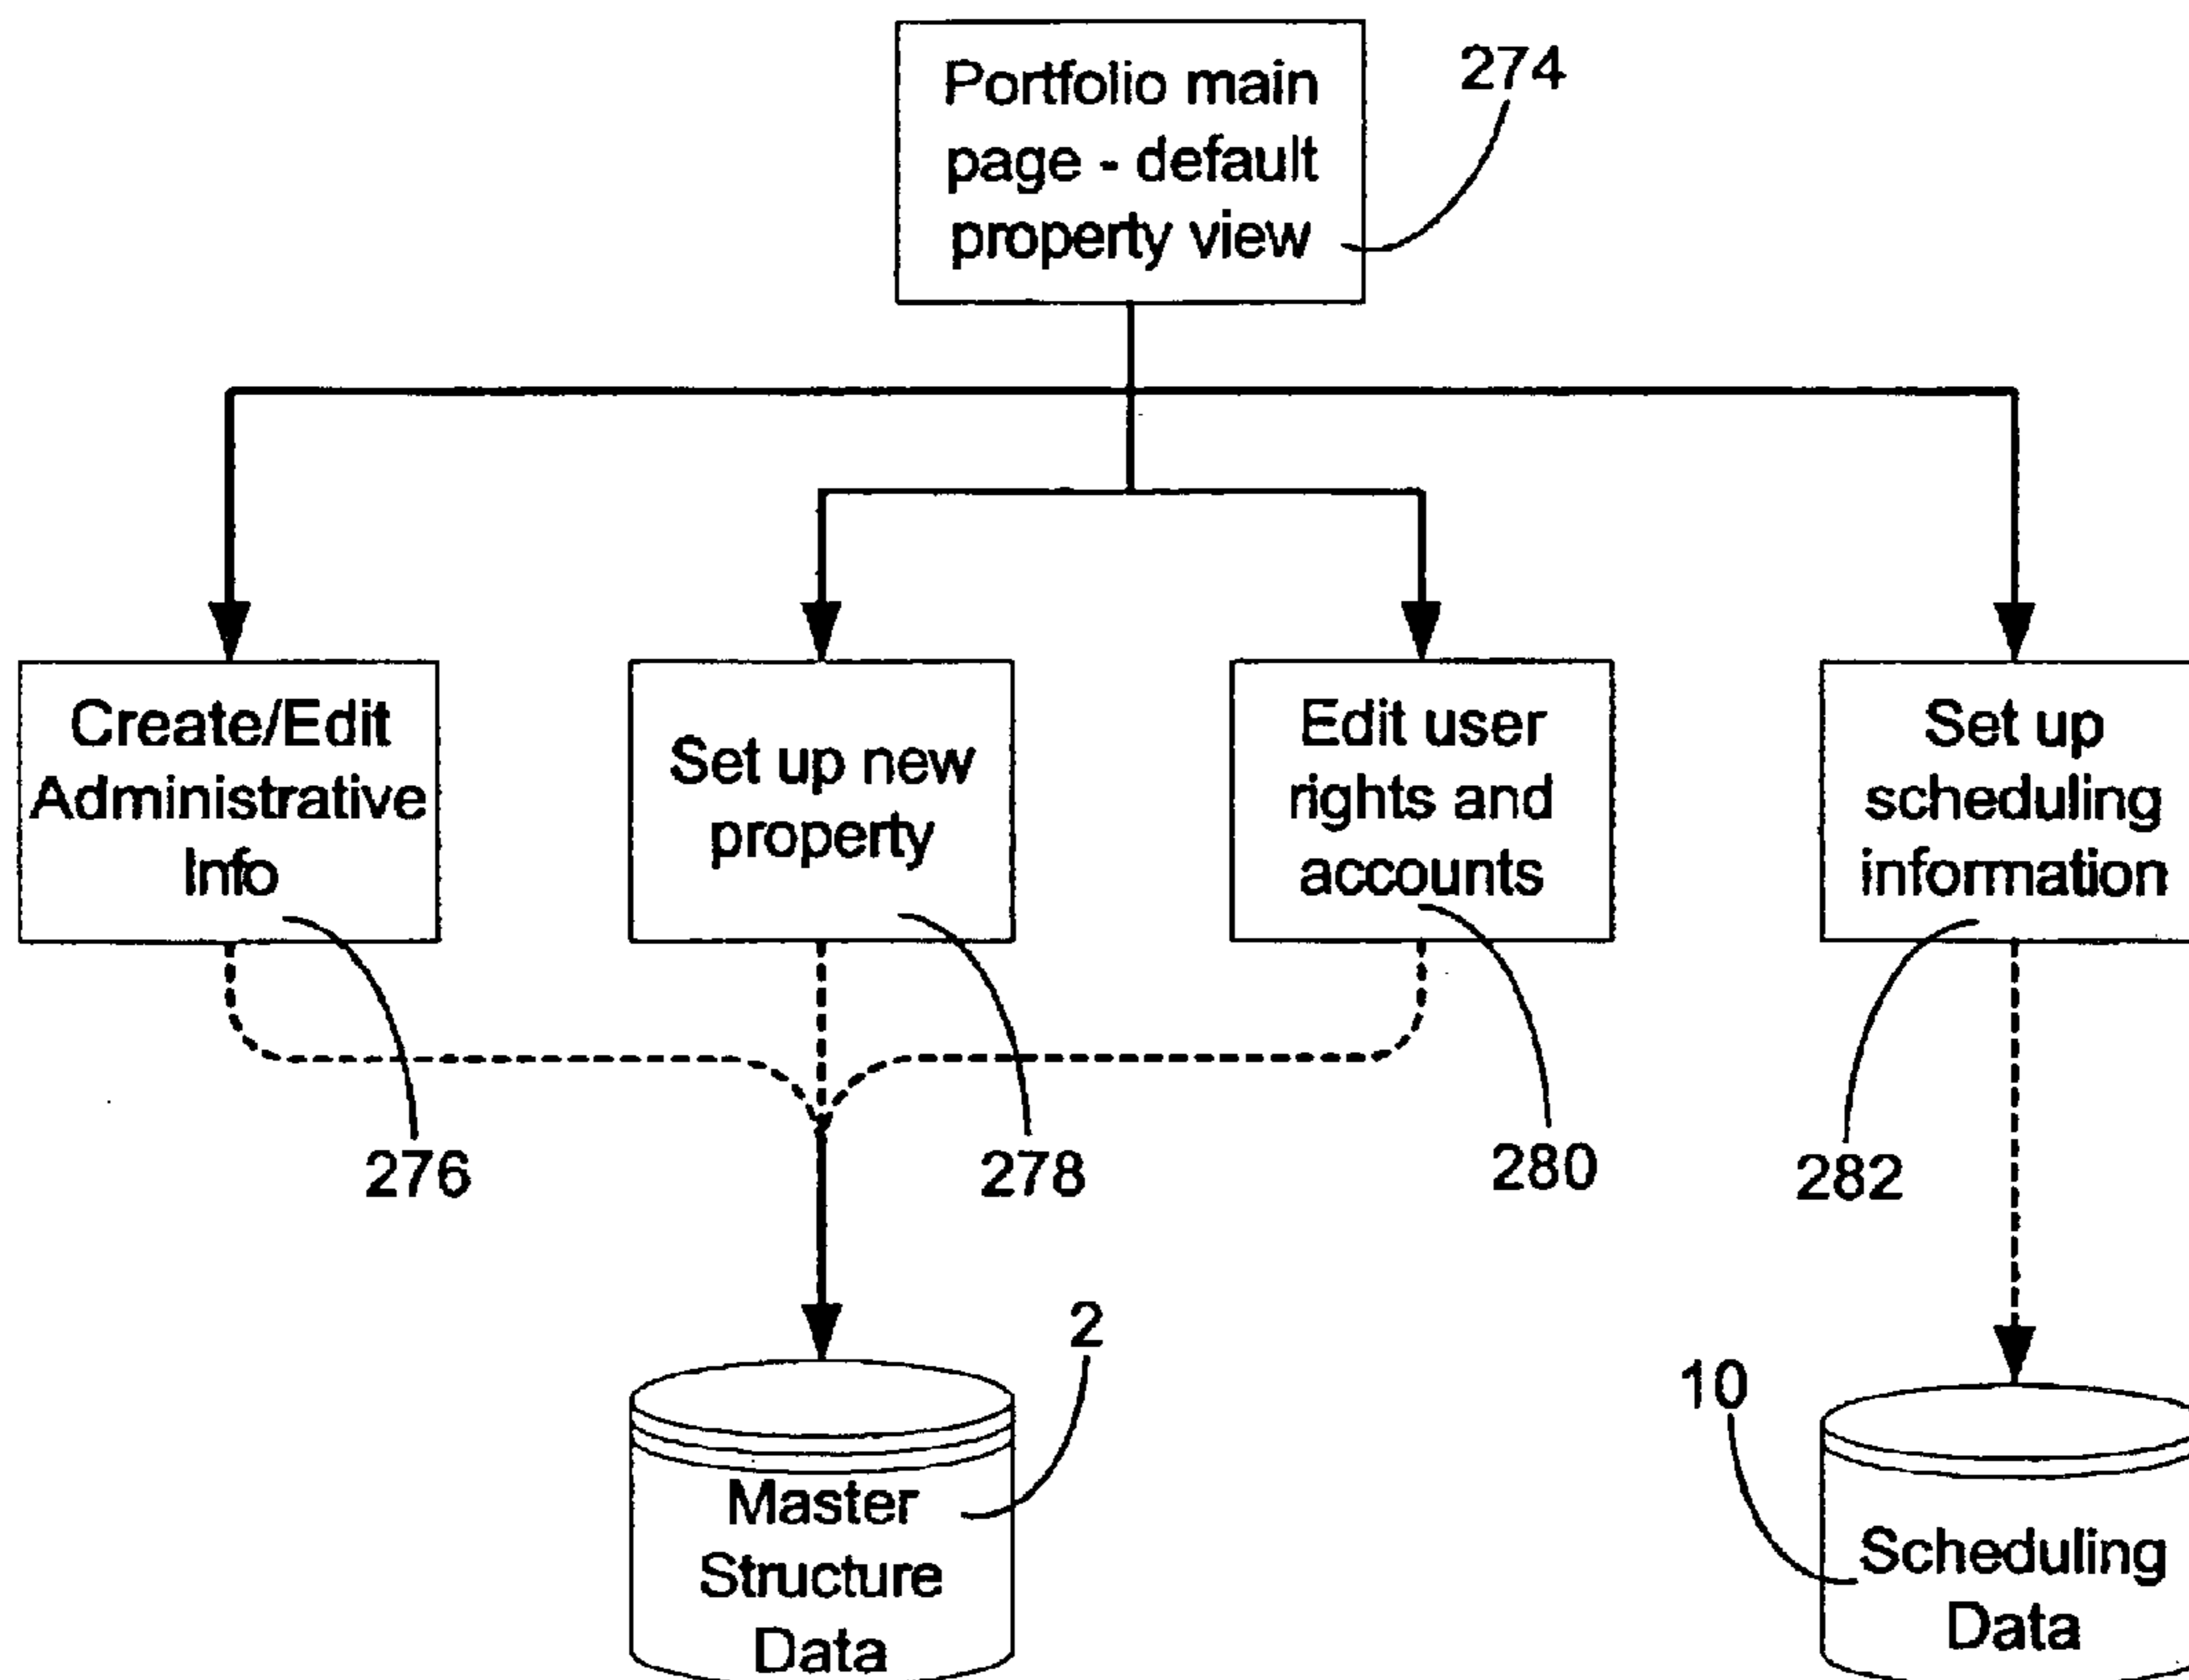 Portfolio main
page - default
property view
274
Create/Edit
Administrative
Info
Set up new
property
Edit user
rights and
accounts
Set up
scheduling
information
276
278
280
282
2
10
Master
Structure
Data
Scheduling
Data